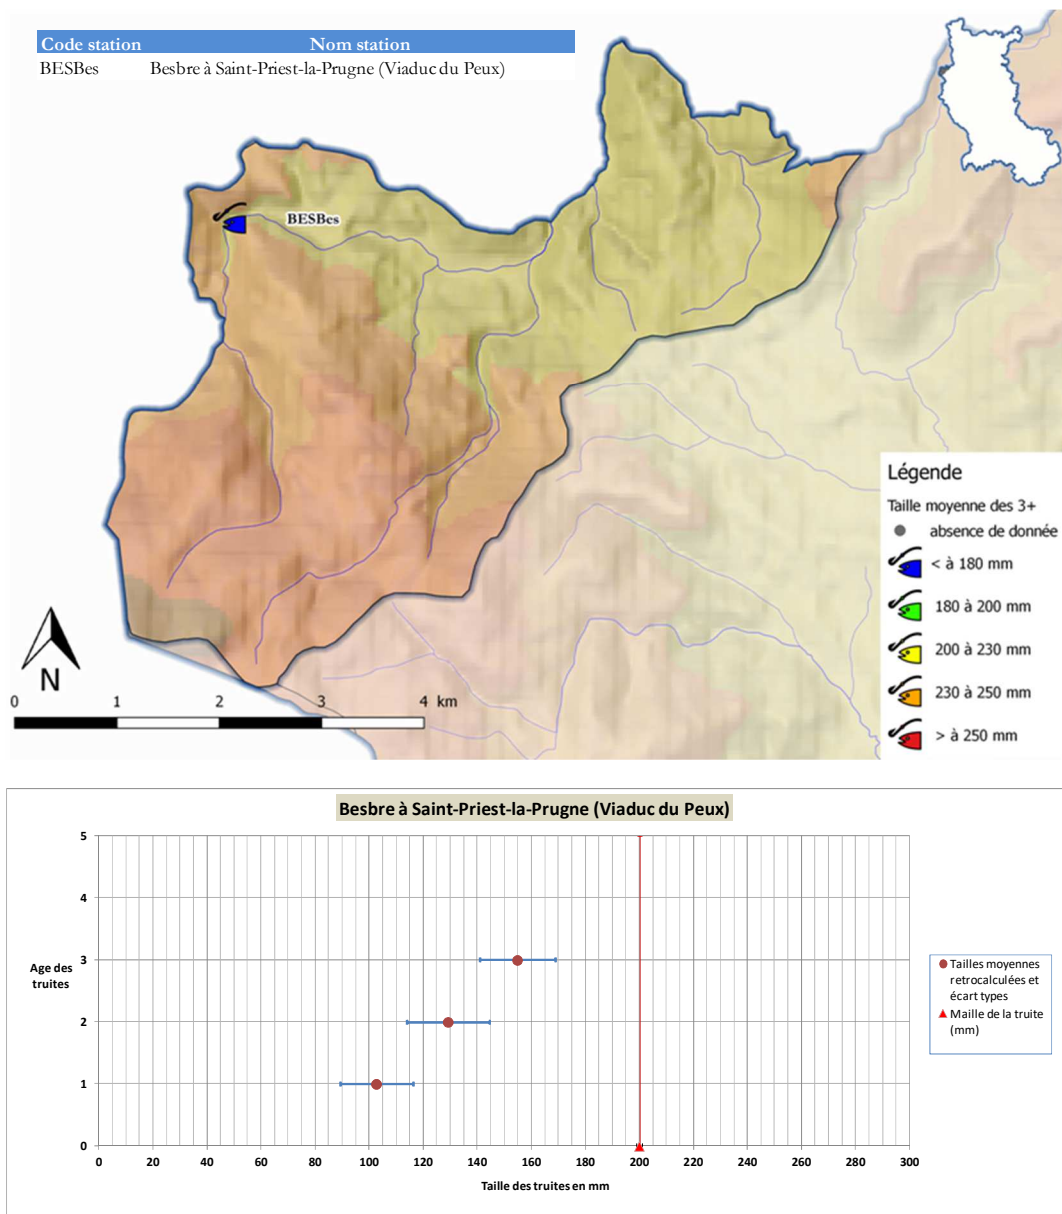 Code station Nom station
BESBes Besbre à Saint-Priest-la-Prugne (Viaduc du Peux)
BESBes
Légende
Taille moyenne des 3+
absence de donnée
< à 180 mm
180 à 200 mm
200 à 230 mm
230 à 250 mm
> à 250 mm
N
0 1 2 3 4 km
Besbre à Saint-Priest-la-Prugne (Viaduc du Peux)
5
4
3
Age des
truites
2
1
0
0 20 40 60 80 100 120 140 160 180 200 220 240 260 280 300
Taille des truites en mm
Tailles moyennes
retrocalculées et
écart types
Maille de la truite
(mm)